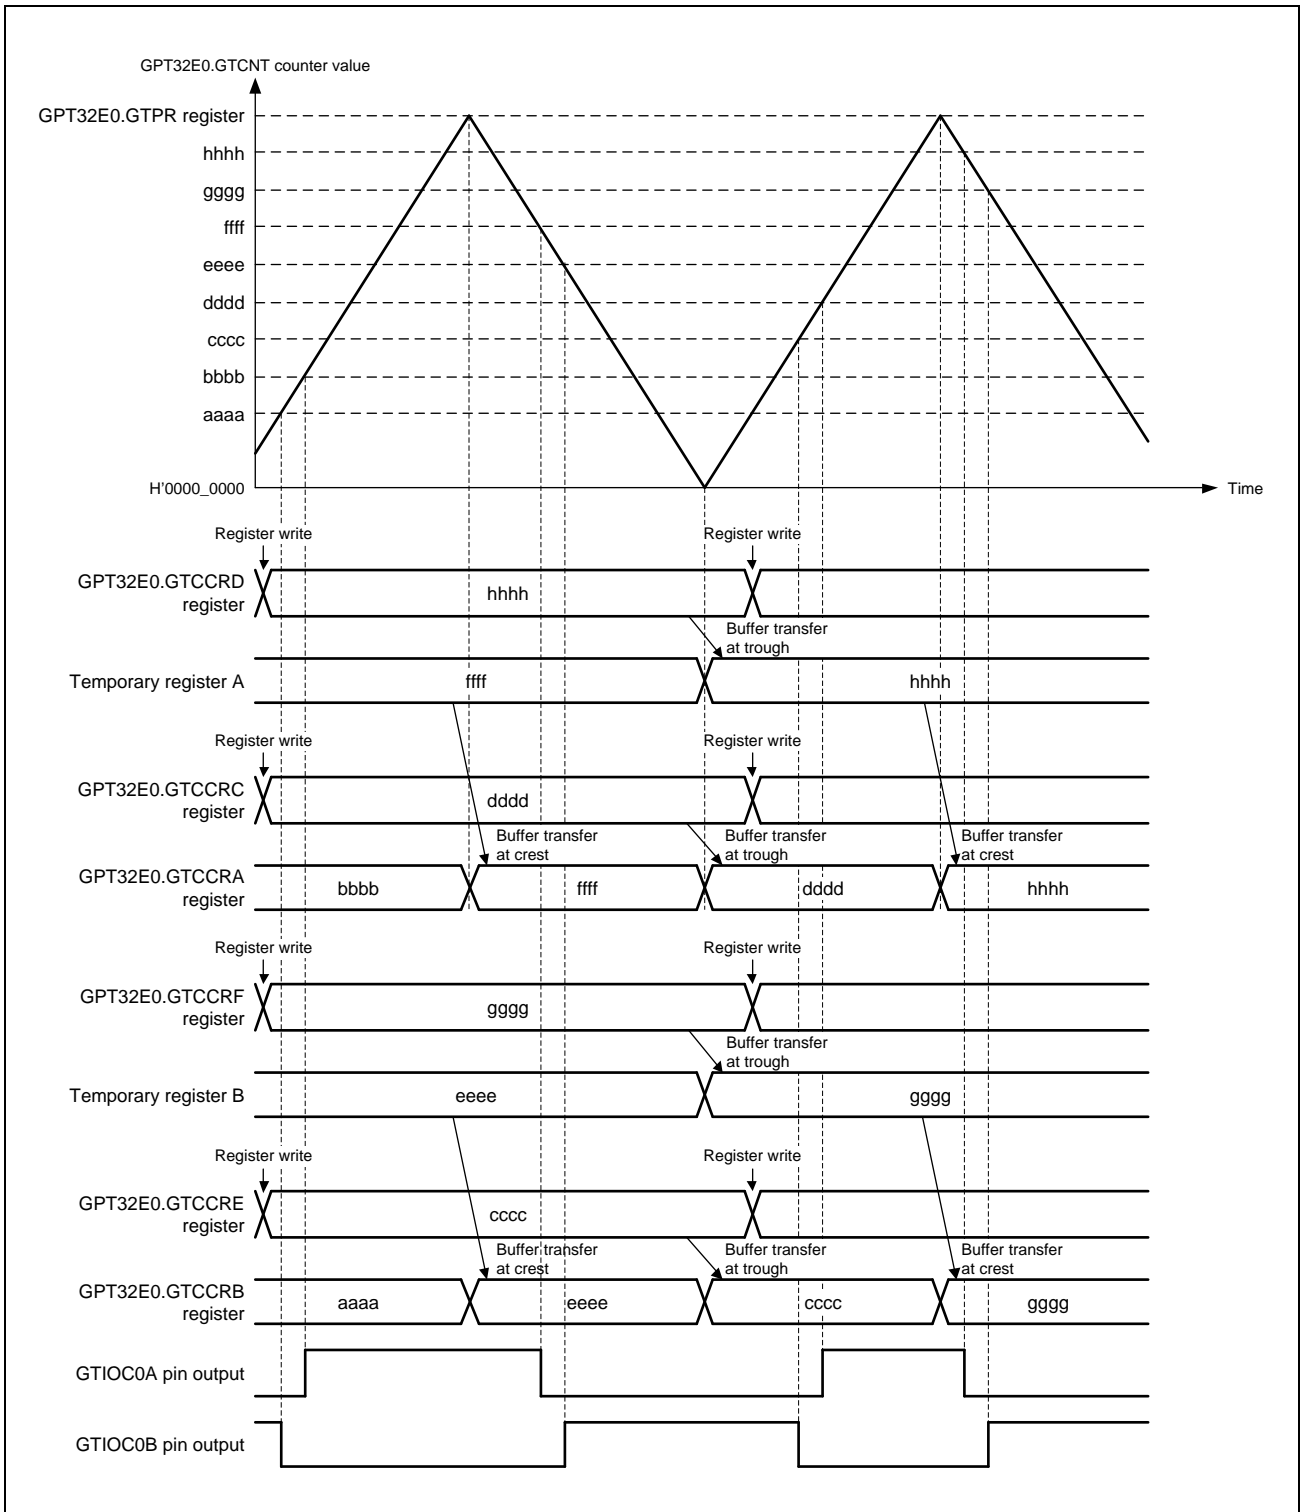 GPT32E0.GTCNT counter value
GPT32E0.GTPR register
hhhh
gggg
ffff
eeee
dddd
cccc
bbbb
aaaa
H'0000_0000
Time
Register write
Register write
GPT32E0.GTCCRD
register
hhhh
Buffer transfer
at trough
Temporary register A
ffff
hhhh
Register write
Register write
GPT32E0.GTCCRC
register
dddd
Buffer transfer
at crest
Buffer transfer
at trough
Buffer transfer
at crest
GPT32E0.GTCCRA
register
bbbb
ffff
dddd
hhhh
Register write
Register write
GPT32E0.GTCCRF
register
gggg
Buffer transfer
at trough
Temporary register B
eeee
gggg
Register write
Register write
GPT32E0.GTCCRE
register
cccc
Buffer transfer
at crest
Buffer transfer
at trough
Buffer transfer
at crest
GPT32E0.GTCCRB
register
aaaa
eeee
cccc
gggg
GTIOC0A pin output
GTIOC0B pin output